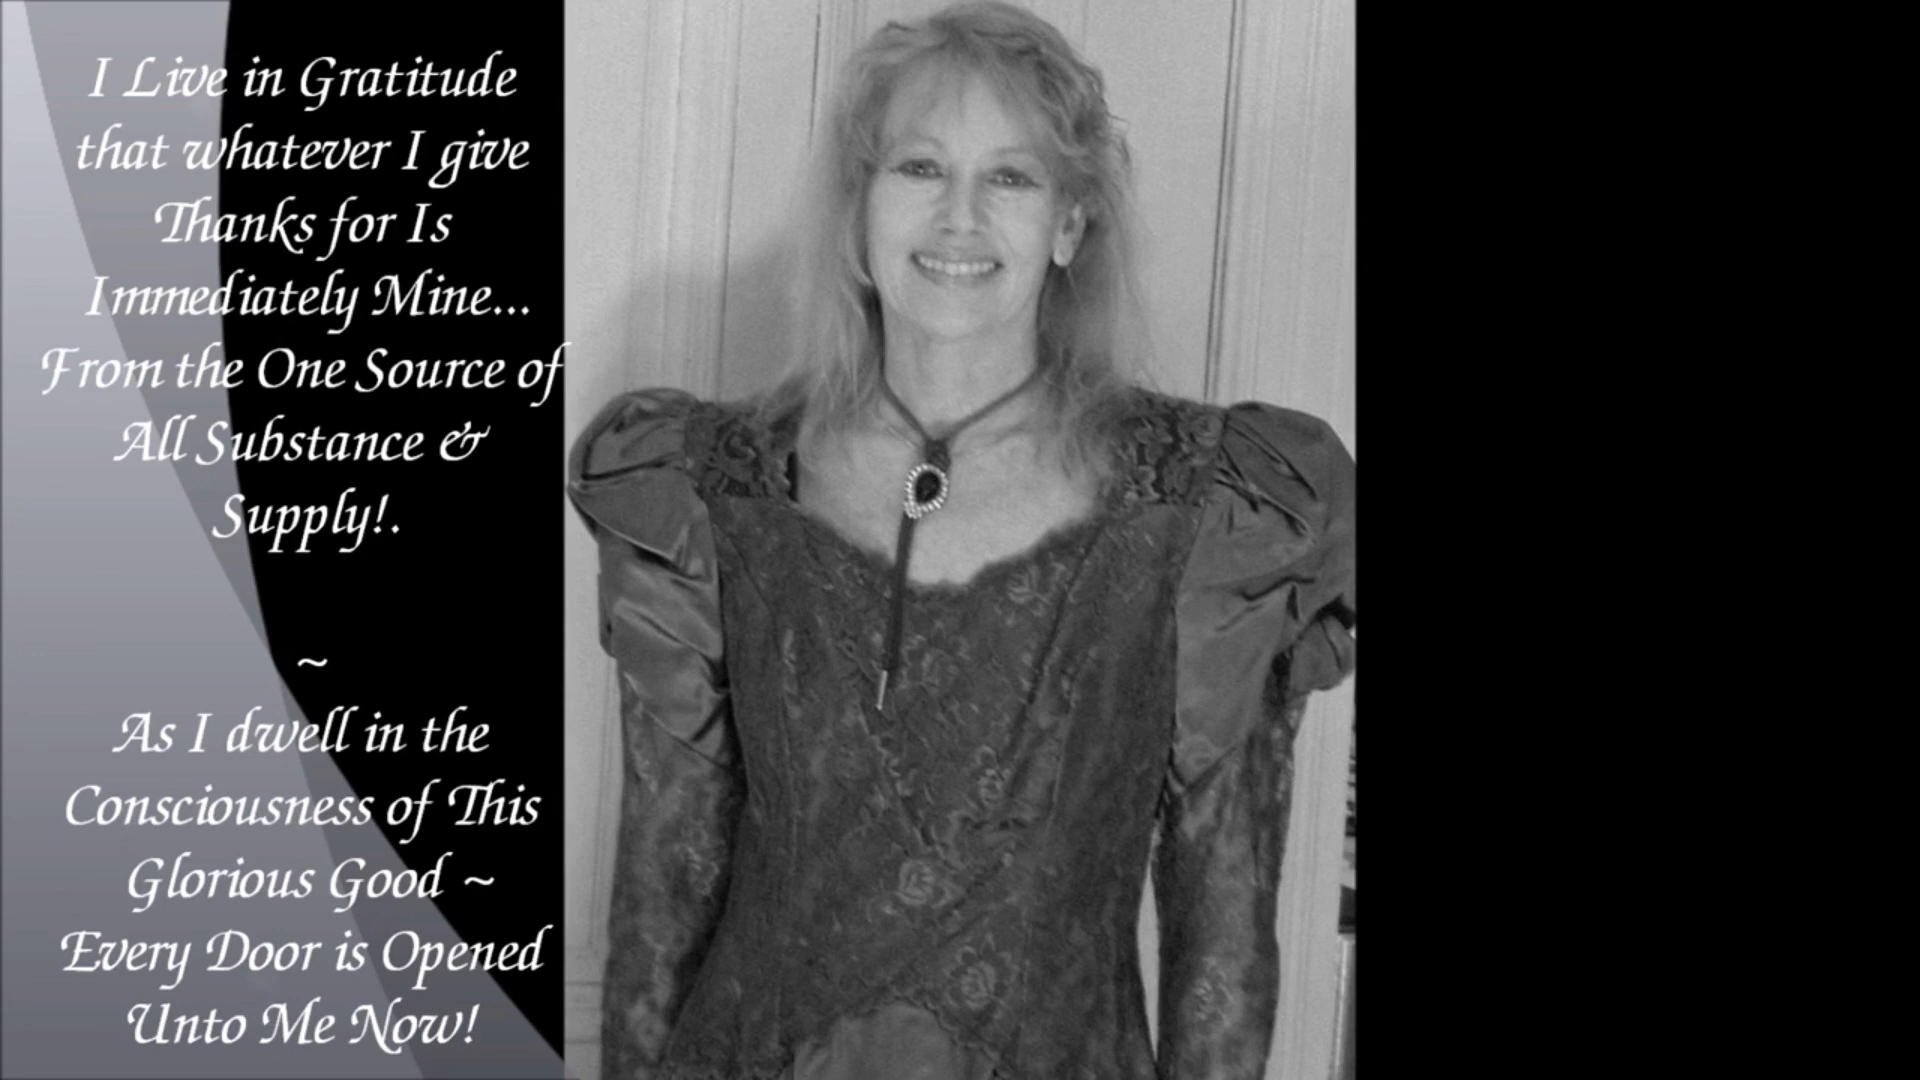 I Live in Gratitude
that whatever I give
Thanks for Is
Immediately Mine...
From the One Source of
All Substance &
Supply!.
~
As I dwell in the
Consciousness of This
Glorious Good ~
Every Door is Opened
Unto Me Now!